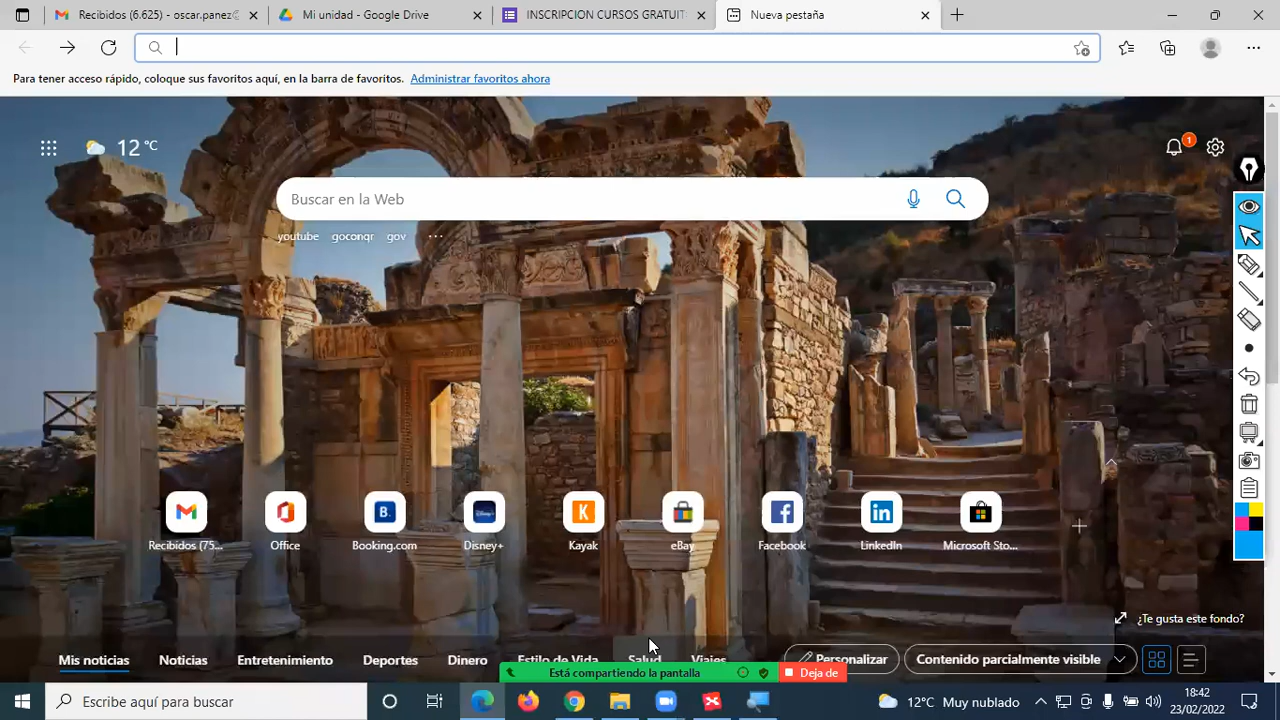 Recibidos (6.625) - oscar.panez@
Mi unidad - Google Drive
INSCRIPCION CURSOS GRATUIT
Nueva pestaña
Para tener acceso rápido, coloque sus favoritos aquí, en la barra de favoritos. Administrar favoritos ahora
12 °C
1
Buscar en la Web
youtube gocongr gov ...
Recibidos (75... Office Booking.com Disney+ Kayak eBay Facebook LinkedIn Microsoft Sto...
¿Te gusta este fondo?
Mis noticias Noticias Entretenimiento Deportes Dinero Estilo de Vida Salud Viajes Personalizar Contenido parcialmente visible
Está compartiendo la pantalla Deja de
Escribe aquí para buscar
12°C Muy nublado
18:42
23/02/2022